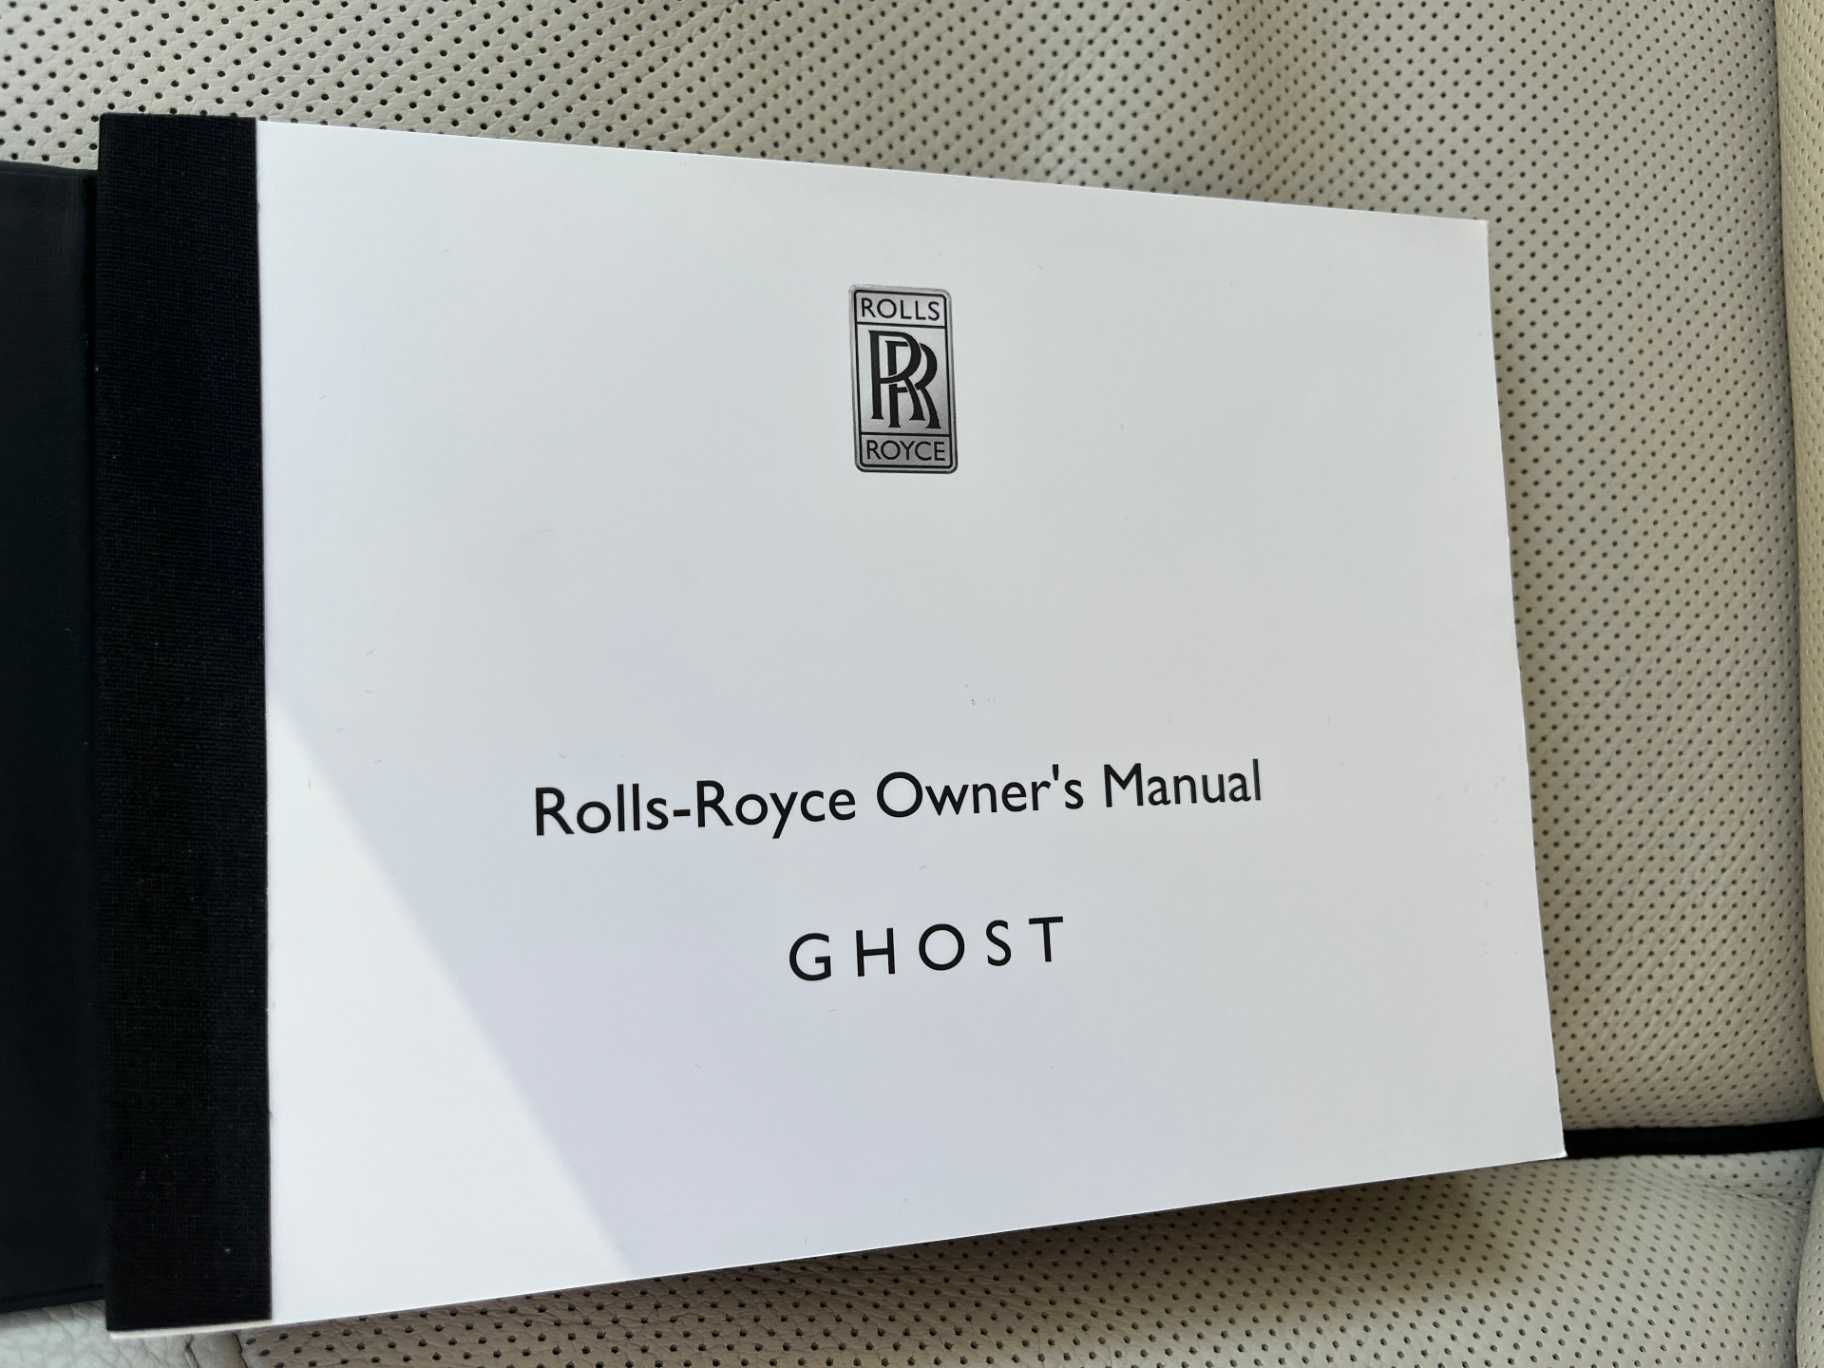 ROLLS
RR
ROYCE
Rolls-Royce Owner's Manual
GHOST